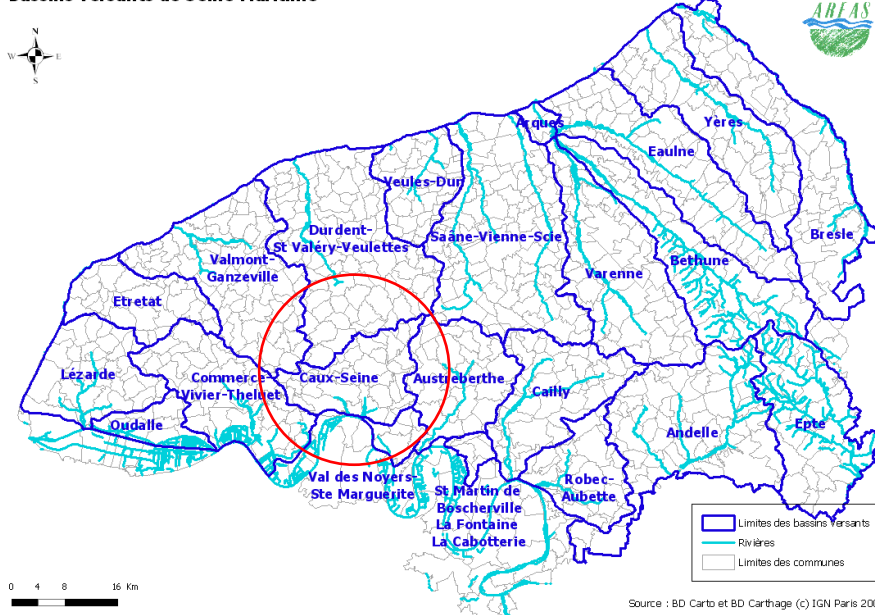 N
W
E
S
AREAS
Arques
Yères
Eaulne
Veules-Dun
Bresle
Durdent-
St Valéry-Veulettes
Saâne-Vienne-Scie
Valmont-
Ganzeville
Bethune
Varenne
Etretat
Lézarde
Commerce-
Vivier-Theluet
Caux-Seine
Austreberthe
Cailly
Oudalle
Andelle
Epte
Val des Noyers-
Ste Marguerite
St Martin de
Boscherville
La Fontaine
La Cabotterie
Robec-
Aubette
Limites des bassins versants
Rivières
Limites des communes
0 4 8 16 Km
Source : BD Carto et BD Carthage (c) IGN Paris